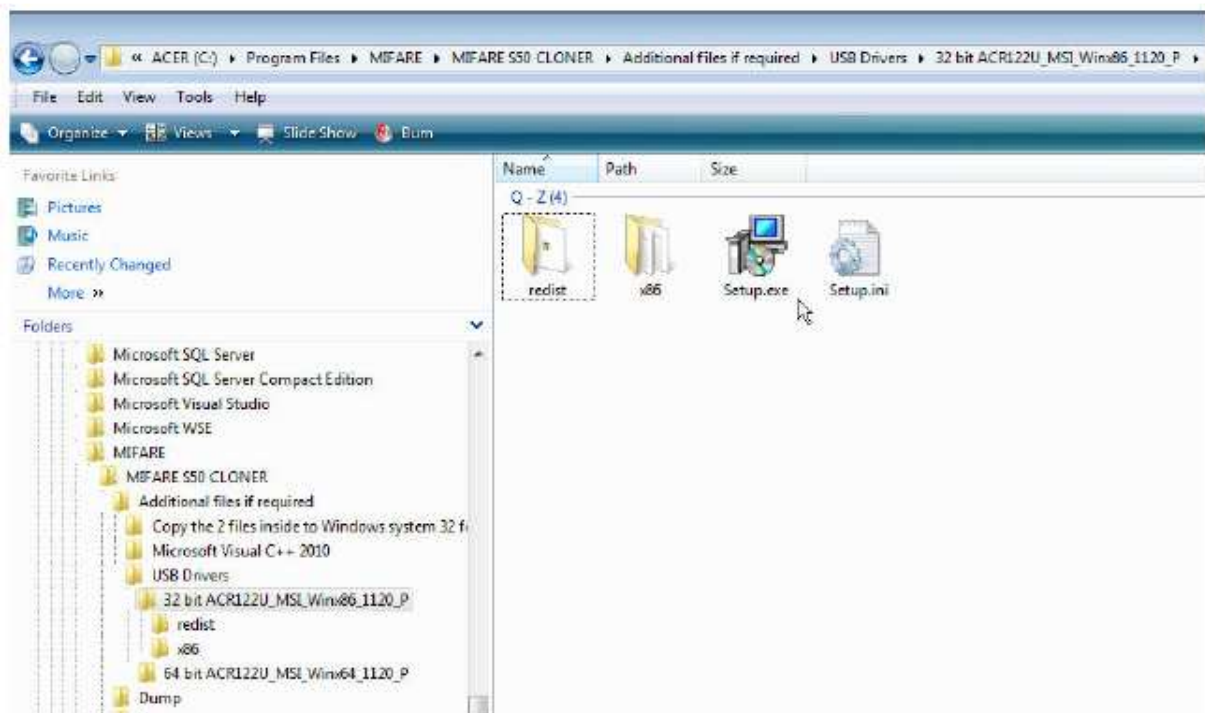 « ACER (C:) ▸ Program Files ▸ MIFARE ▸ MIFARE S50 CLONER ▸ Additional files if required ▸ USB Drivers ▸ 32 bit ACR122U_MSI_Winx86_1120_P ▸
File Edit View Tools Help
Organize Views Slide Show Burn
Favorite Links
Pictures
Music
Recently Changed
More »
Folders
Microsoft SQL Server
Microsoft SQL Server Compact Edition
Microsoft Visual Studio
Microsoft WSE
MIFARE
MIFARE S50 CLONER
Additional files if required
Copy the 2 files inside to Windows system 32 f
Microsoft Visual C++ 2010
USB Drivers
32 bit ACR122U_MSI_Winx86_1120_P
redist
x86
64 bit ACR122U_MSI_Winx64_1120_P
Dump
Name Path Size
Q - Z (4)
redist x86 Setup.exe Setup.ini